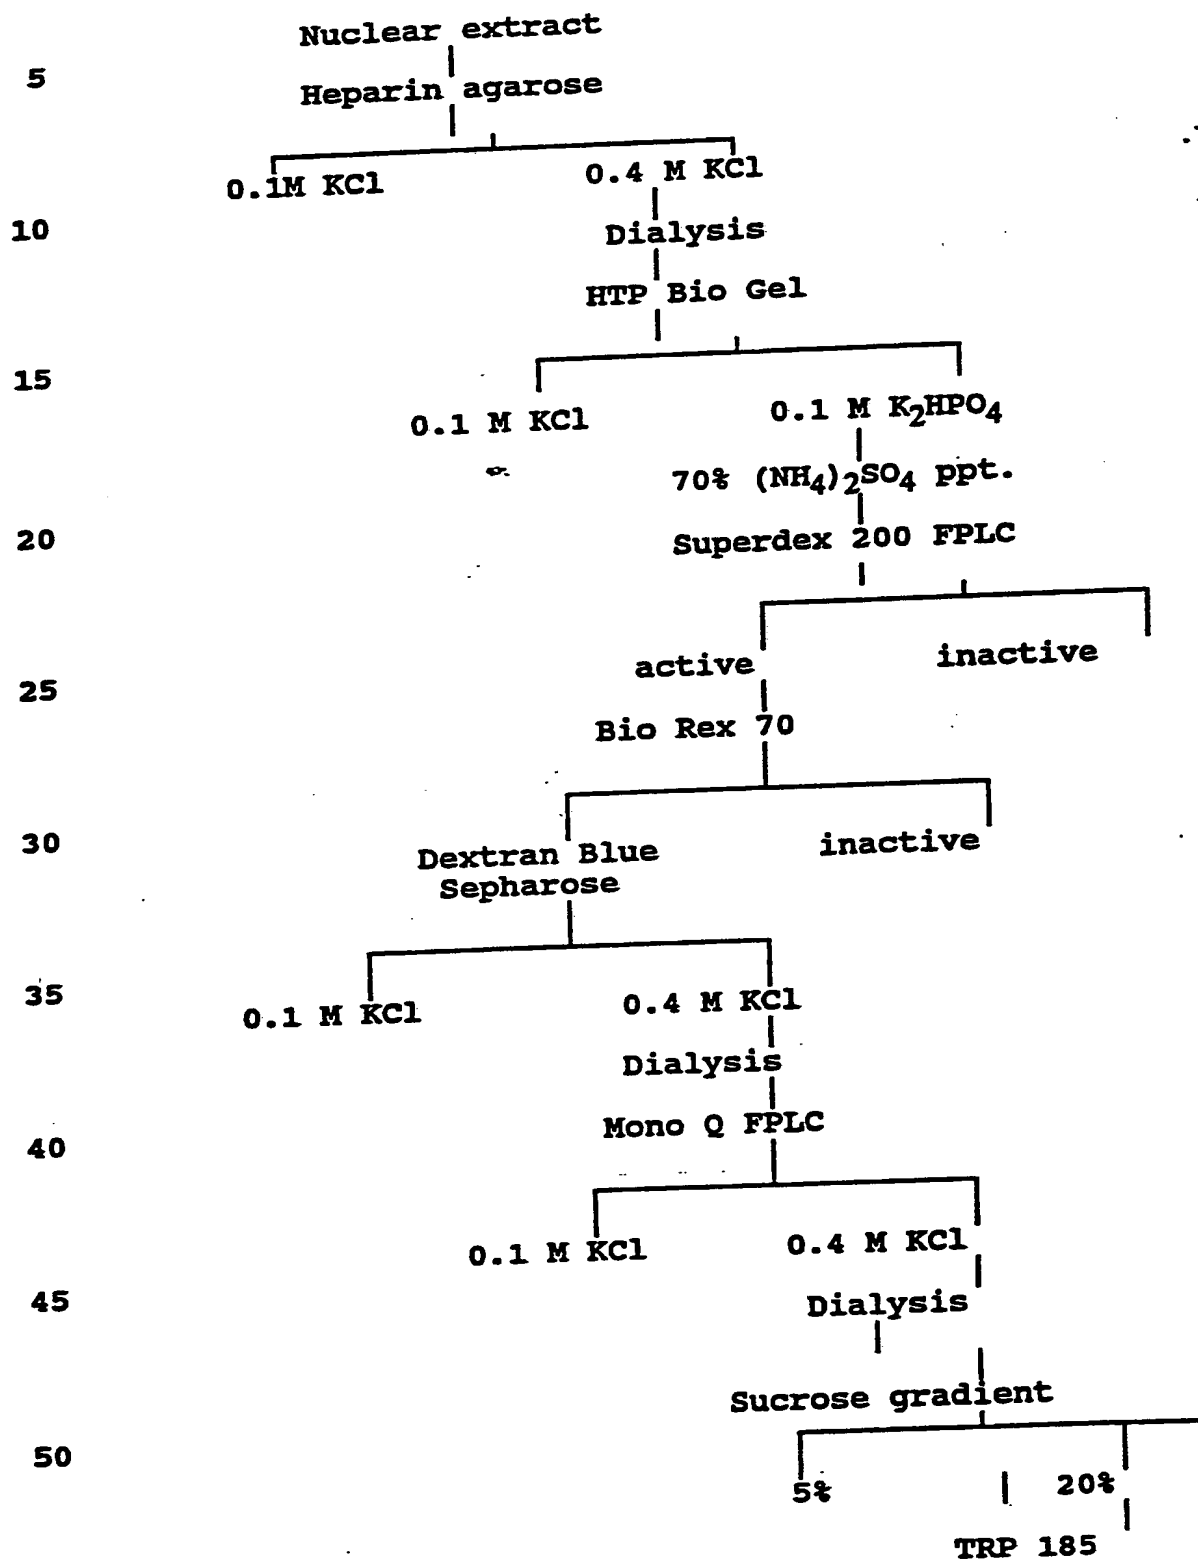 Nuclear extract
5
Heparin agarose
0.1M KCl 0.4 M KCl
10 Dialysis
HTP Bio Gel
15
0.1 M KCl 0.1 M K2HPO4
70% (NH4)2SO4 ppt.
20 Superdex 200 FPLC
active inactive
25
Bio Rex 70
30 Dextran Blue inactive
Sepharose
35 0.1 M KCl 0.4 M KCl
Dialysis
40 Mono Q FPLC
0.1 M KCl 0.4 M KCl
45 Dialysis
Sucrose gradient
50
5% 20%
TRP 185